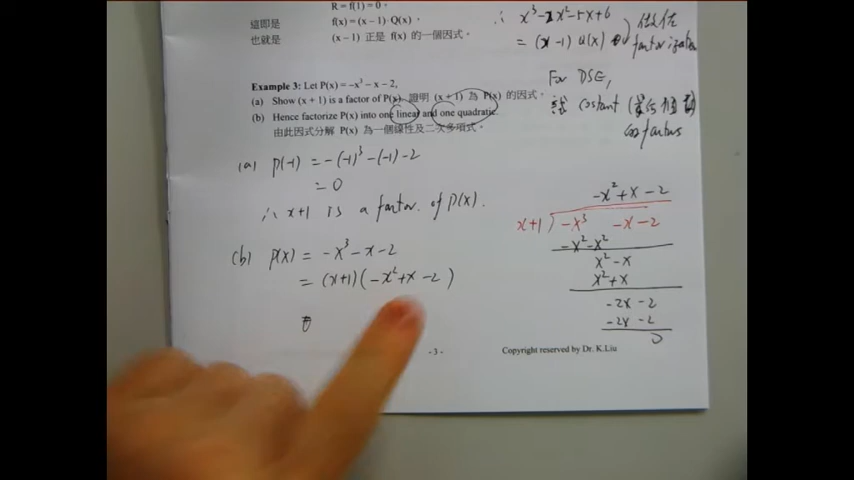 R = f(1) = 0。
這即是 f(x) = (x − 1)·Q(x)。
也就是 (x − 1) 正是 f(x) 的一個因式。
∴ x³-2x²-5x+6
= (x-1) Q(x)
factorization
For DSE,
試 constant
factors
Example 3: Let P(x) = −x³ − x − 2,
(a) Show (x + 1) is a factor of P(x). 證明 (x + 1) 為 P(x) 的因式。
(b) Hence factorize P(x) into one linear and one quadratic.
由此因式分解 P(x) 為一個線性及二次多項式。
(a) P(-1) = -(-1)³-(-1)-2
= 0
∴ x+1 is a factor of P(x).
(b) P(x) = -x³-x-2
= (x+1)(-x²+x-2)
-x²+x-2
x+1 ) -x³ -x-2
-x²-x²
x²-x
x²+x
-2x-2
-2x-2
0
- 3 -
Copyright reserved by Dr. K.Liu